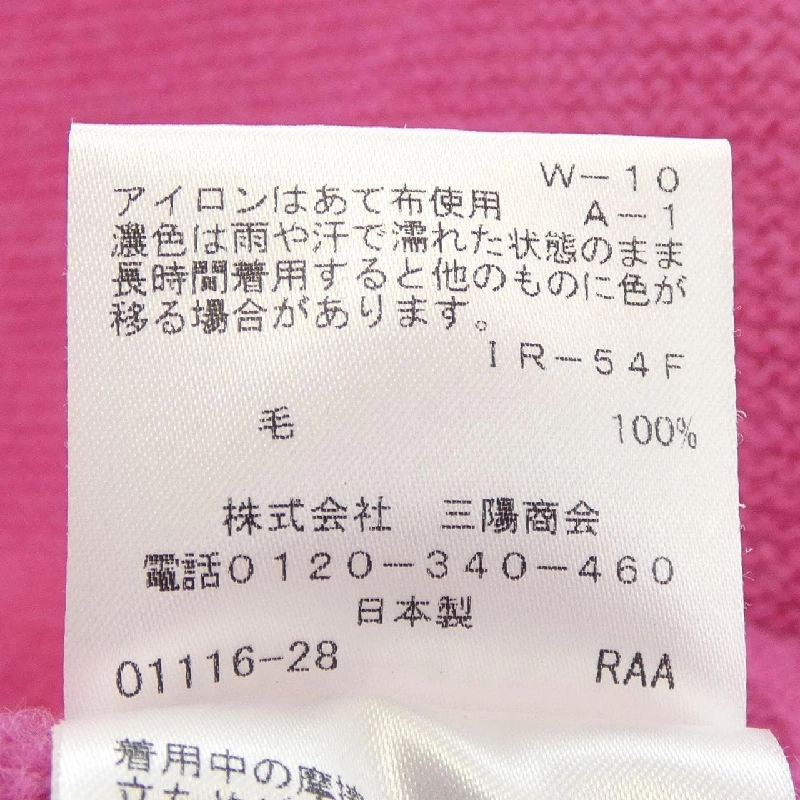 W−10
アイロンはあて布使用 A−1
濃色は雨や汗で濡れた状態のまま
長時間着用すると他のものに色が
移る場合があります。
IR−54F
毛 100%
株式会社 三陽商会
電話0120−340−460
日本製
01116-28 RAA
着用中の摩擦
立ち